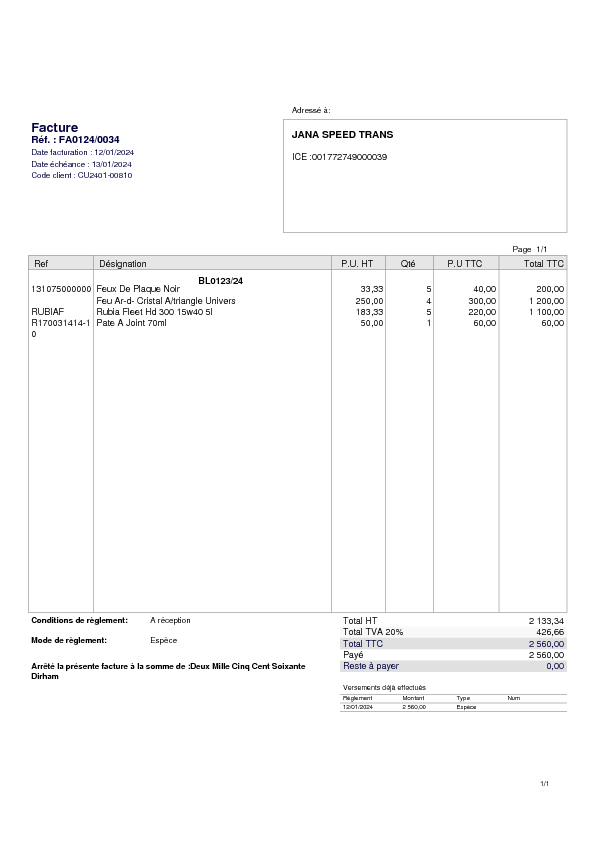 Adressé à:
Facture
Réf. : FA0124/0034
Date facturation : 12/01/2024
Date échéance : 13/01/2024
Code client : CU2401-00810
JANA SPEED TRANS
ICE :001772749000039
Page 1/1
Ref Désignation P.U. HT Qté P.U TTC Total TTC
BL0123/24
131075000000 Feux De Plaque Noir 33,33 5 40,00 200,00
Feu Ar-d- Cristal A/triangle Univers 250,00 4 300,00 1 200,00
RUBIAF Rubia Fleet Hd 300 15w40 5l 183,33 5 220,00 1 100,00
R170031414-1 Pate A Joint 70ml 50,00 1 60,00 60,00
0
Conditions de règlement: A réception
Mode de règlement: Espèce
Arrêté la présente facture à la somme de :Deux Mille Cinq Cent Soixante
Dirham
Total HT 2 133,34
Total TVA 20% 426,66
Total TTC 2 560,00
Payé 2 560,00
Reste à payer 0,00
Versements déjà effectués
Règlement Montant Type Num
12/01/2024 2 560,00 Espèce
1/1